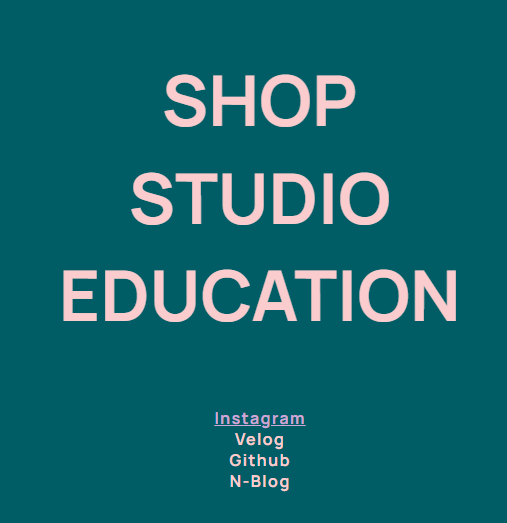 SHOP
STUDIO
EDUCATION
Instagram
Velog
Github
N-Blog